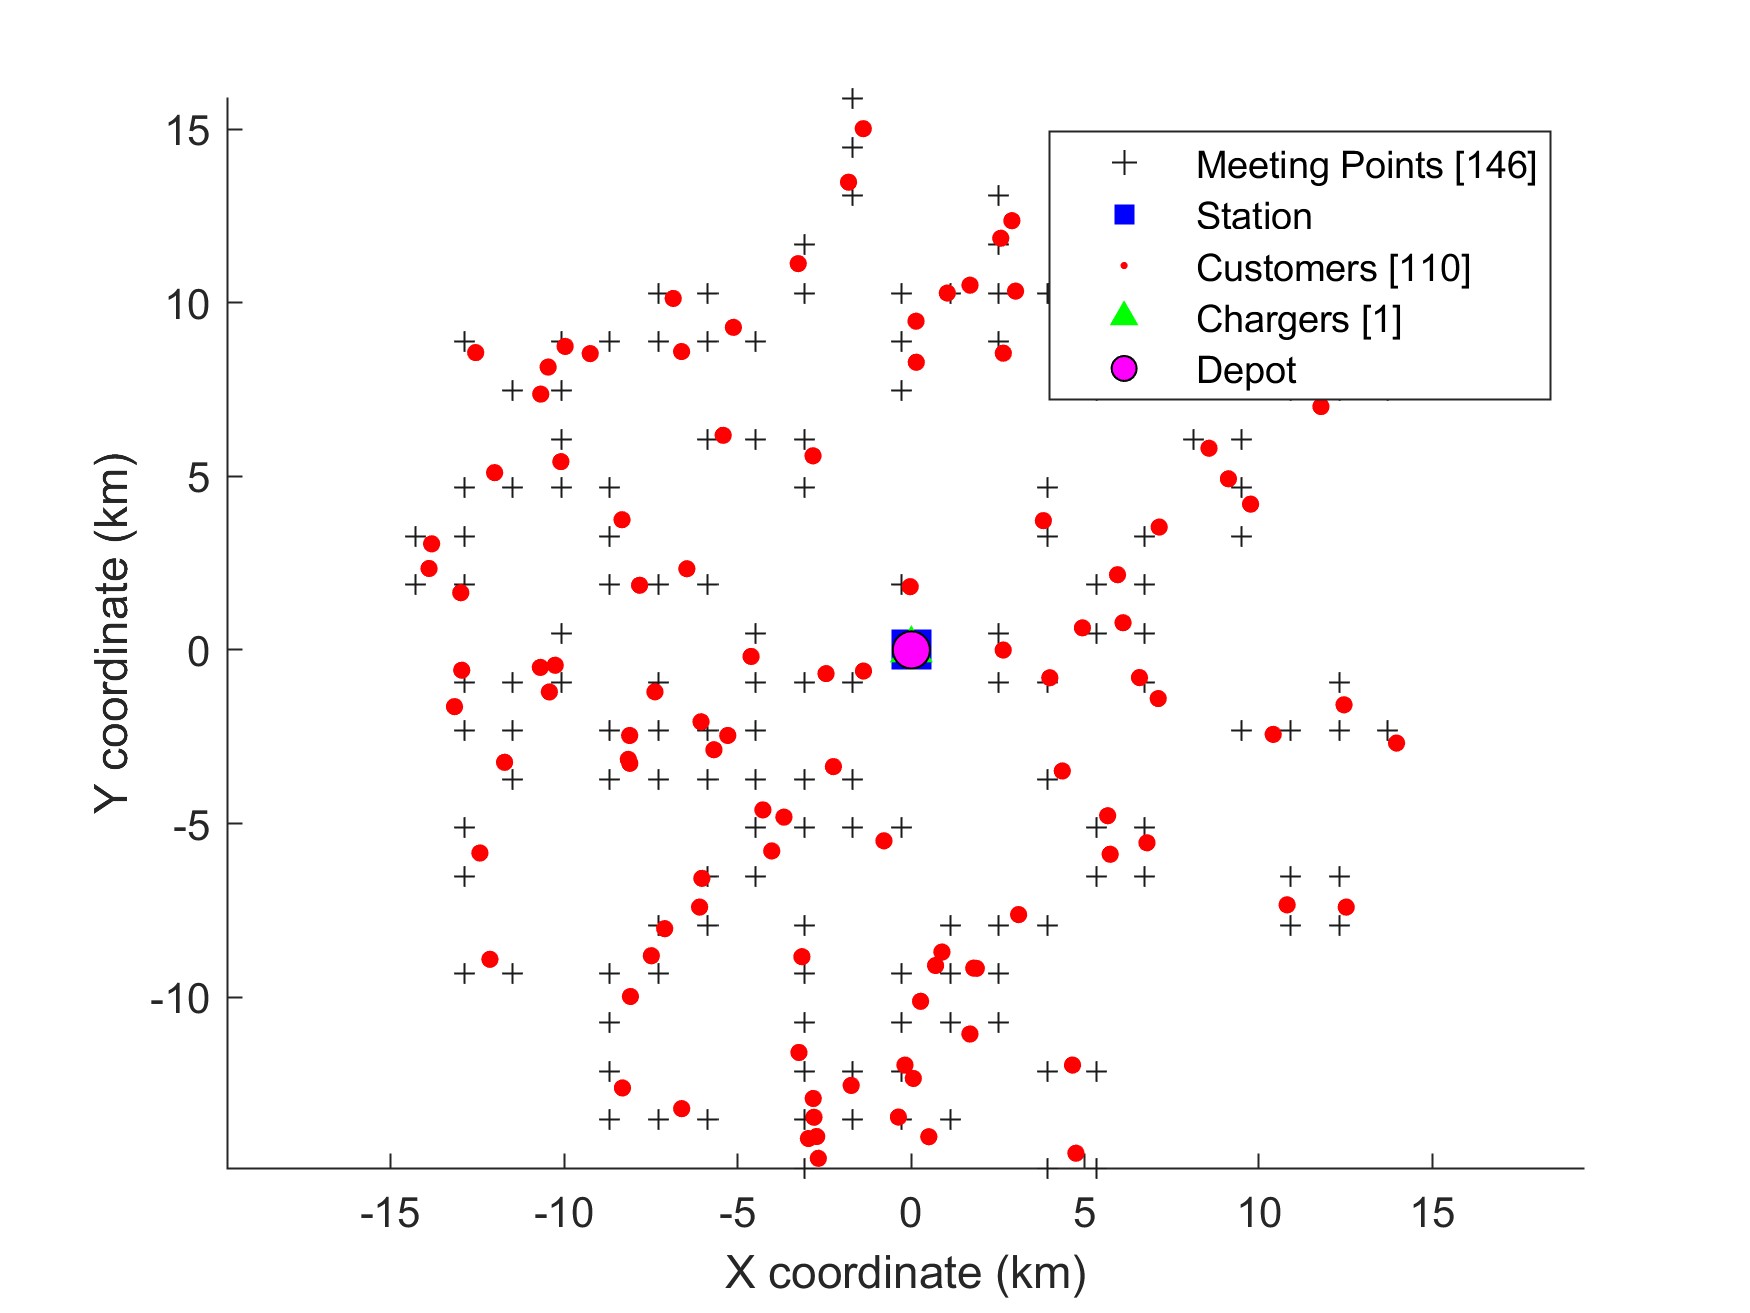 15
10
5
0
-5
-10
Y coordinate (km)
Meeting Points [146]
Station
Customers [110]
Chargers [1]
Depot
-15 -10 -5 0 5 10 15
X coordinate (km)